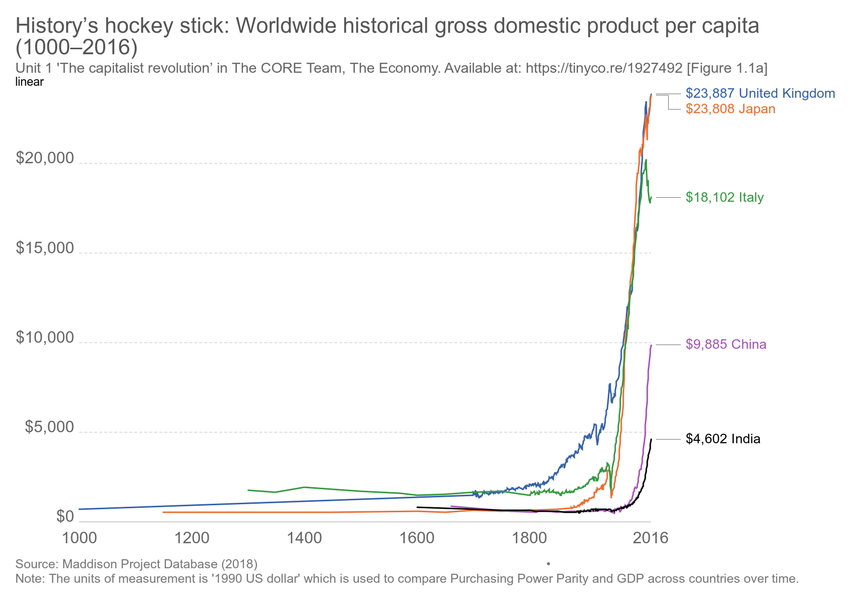 History’s hockey stick: Worldwide historical gross domestic product per capita
(1000–2016)
Unit 1 'The capitalist revolution’ in The CORE Team, The Economy. Available at: https://tinyco.re/1927492 [Figure 1.1a]
linear
$23,887 United Kingdom
$23,808 Japan
$20,000
$18,102 Italy
$15,000
$10,000
$9,885 China
$5,000
$4,602 India
$0
1000 1200 1400 1600 1800 2016
Source: Maddison Project Database (2018)
Note: The units of measurement is '1990 US dollar' which is used to compare Purchasing Power Parity and GDP across countries over time.